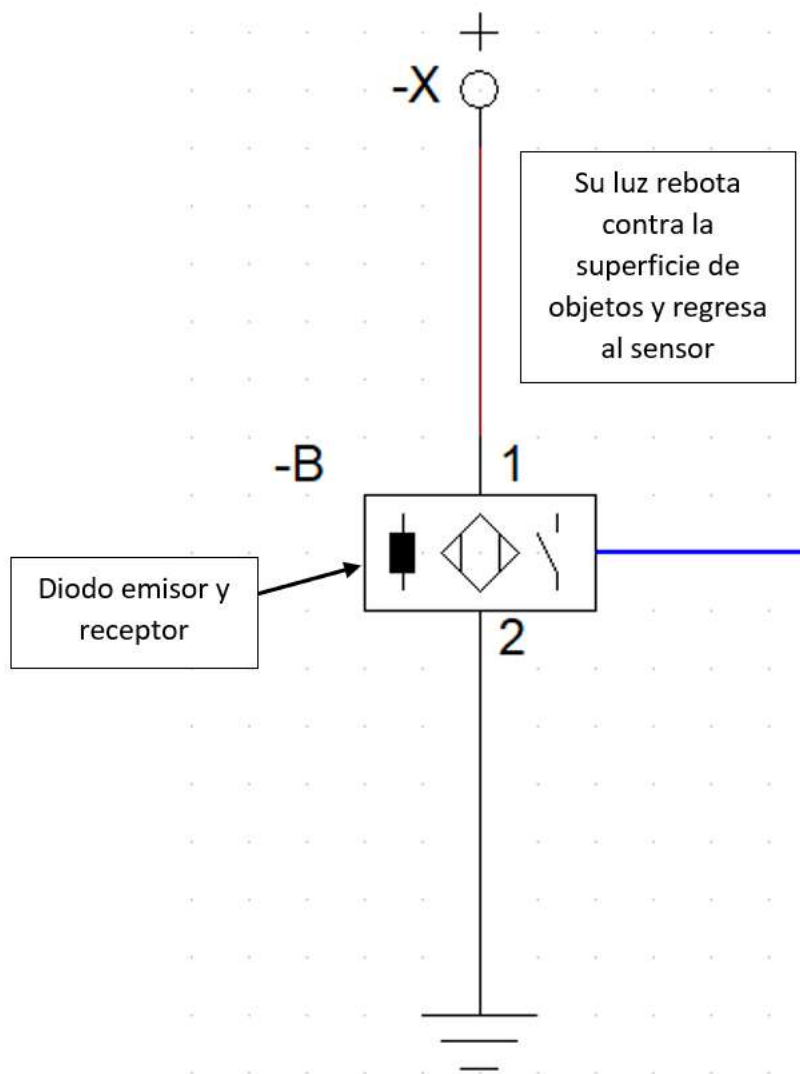 +
-X
Su luz rebota
contra la
superficie de
objetos y regresa
al sensor
-B
1
Diodo emisor y
receptor
2